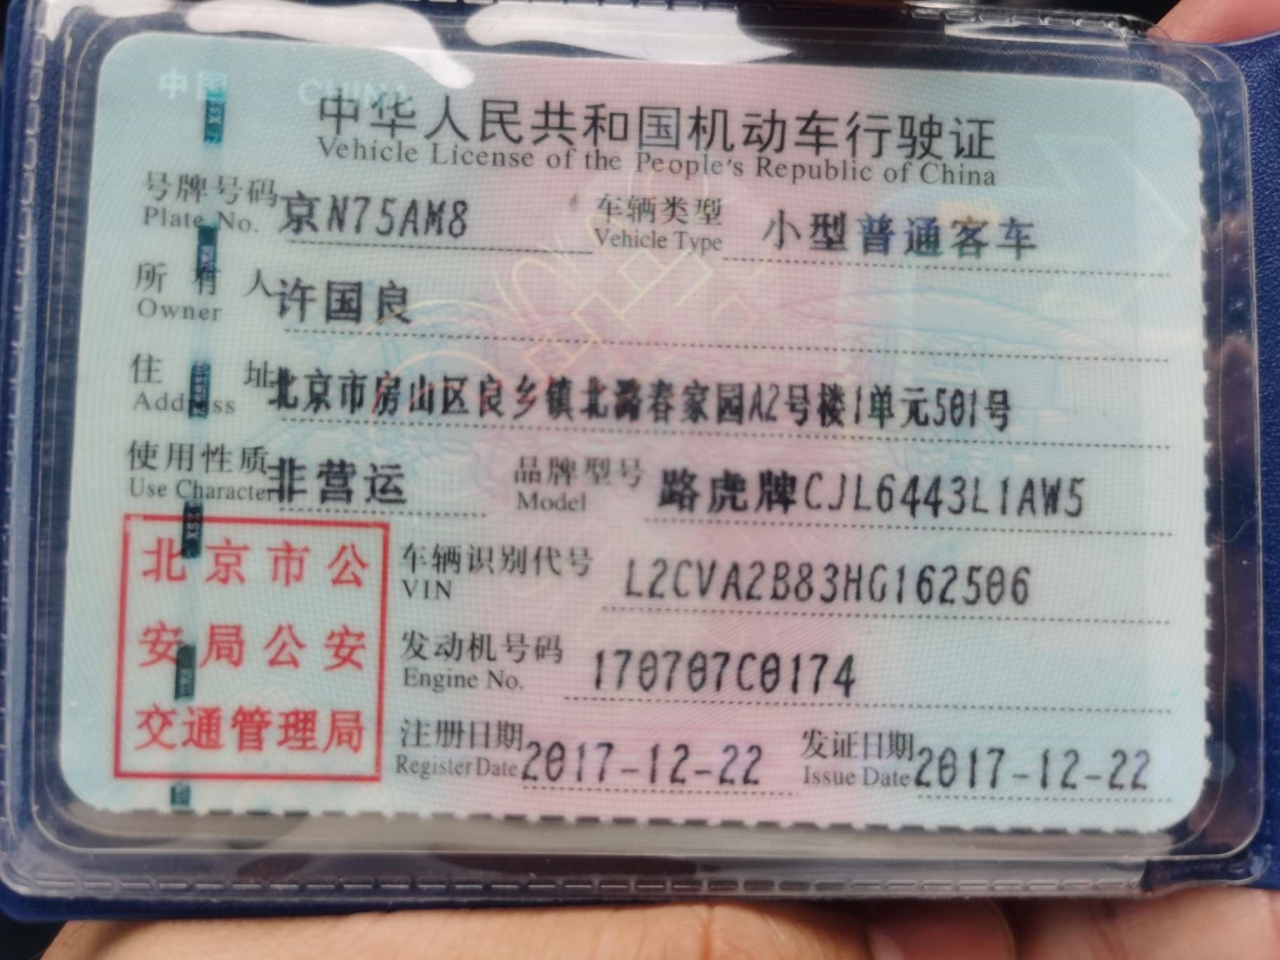 中国 CHINA
中华人民共和国机动车行驶证
Vehicle License of the People's Republic of China
号牌号码 京N75AM8 车辆类型 小型普通客车
Plate No. Vehicle Type
所有人 许国良
Owner
住址 北京市房山区良乡镇北潞春家园A2号楼1单元501号
Address
使用性质 非营运 品牌型号 路虎牌CJL6443L1AW5
Use Character Model
北京市公
安局公安
交通管理局
车辆识别代号 L2CVA2B83HG162506
VIN
发动机号码 170707C0174
Engine No.
注册日期 2017-12-22 发证日期 2017-12-22
Register Date Issue Date